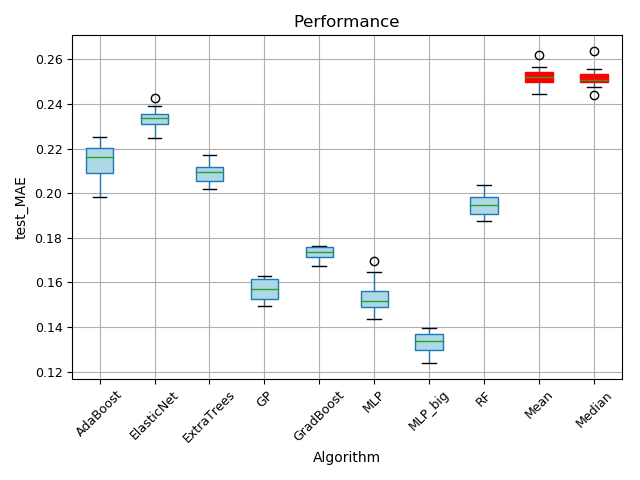 Performance
test_MAE
0.26
0.24
0.22
0.20
0.18
0.16
0.14
0.12
AdaBoost
ElasticNet
ExtraTrees
GP
GradBoost
MLP
MLP_big
RF
Mean
Median
Algorithm